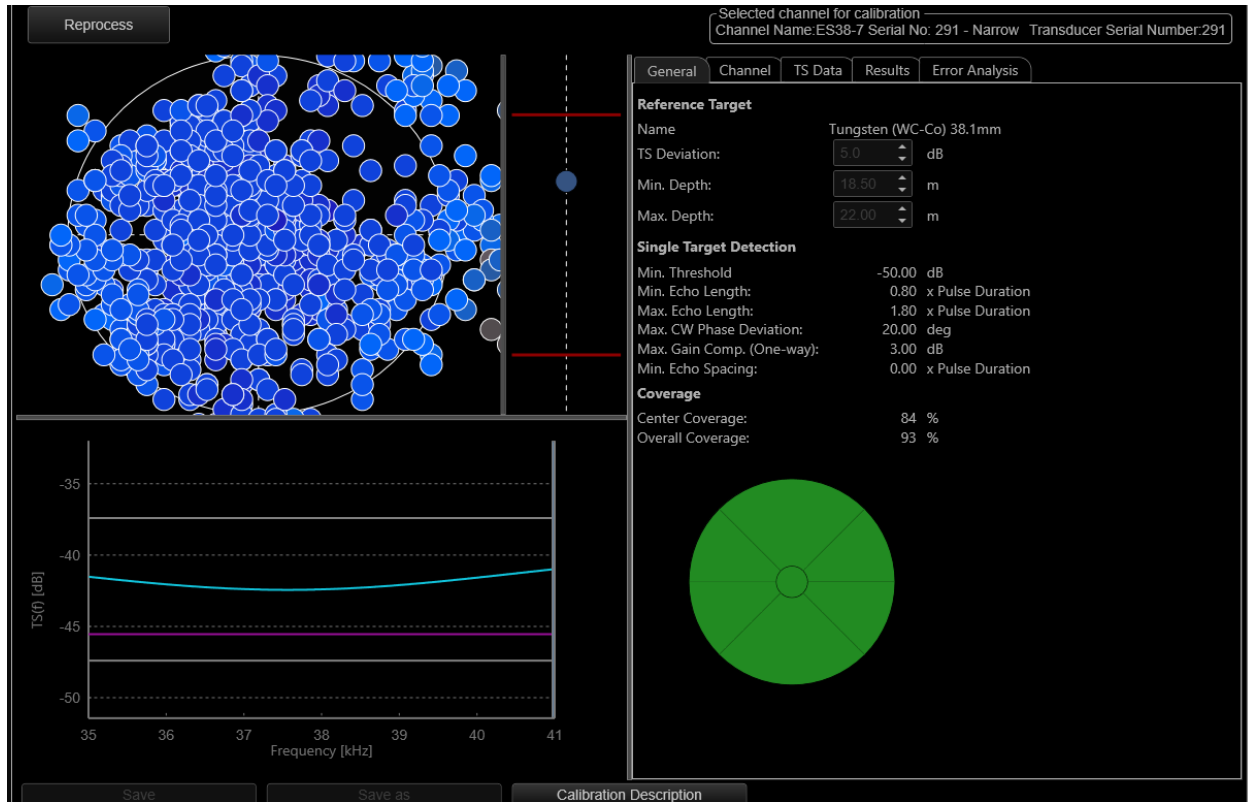 Reprocess
Selected channel for calibration
Channel Name:ES38-7 Serial No: 291 - Narrow Transducer Serial Number:291
General Channel TS Data Results Error Analysis
Reference Target
Name Tungsten (WC-Co) 38.1mm
TS Deviation: 5.0 dB
Min. Depth: 18.50 m
Max. Depth: 22.00 m
Single Target Detection
Min. Threshold -50.00 dB
Min. Echo Length: 0.80 x Pulse Duration
Max. Echo Length: 1.80 x Pulse Duration
Max. CW Phase Deviation: 20.00 deg
Max. Gain Comp. (One-way): 3.00 dB
Min. Echo Spacing: 0.00 x Pulse Duration
Coverage
Center Coverage: 84 %
Overall Coverage: 93 %
TS(f) [dB]
-35
-40
-45
-50
35 36 37 38 39 40 41
Frequency [kHz]
Save Save as Calibration Description